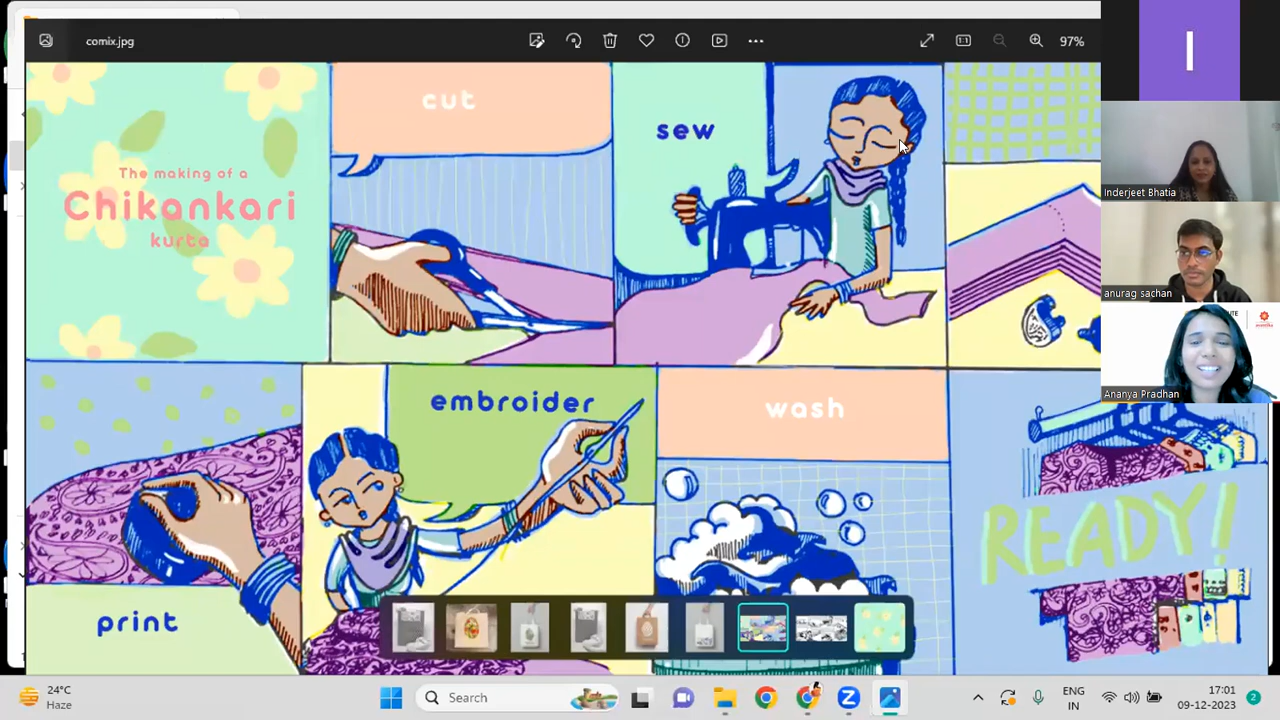 comix.jpg
97%
The making of a
Chikankari
kurta
cut
sew
print
embroider
wash
READY!
I
Inderjeet Bhatia
anurag sachan
Ananya Pradhan
24°C
Haze
Search
ENG
IN
17:01
09-12-2023
2